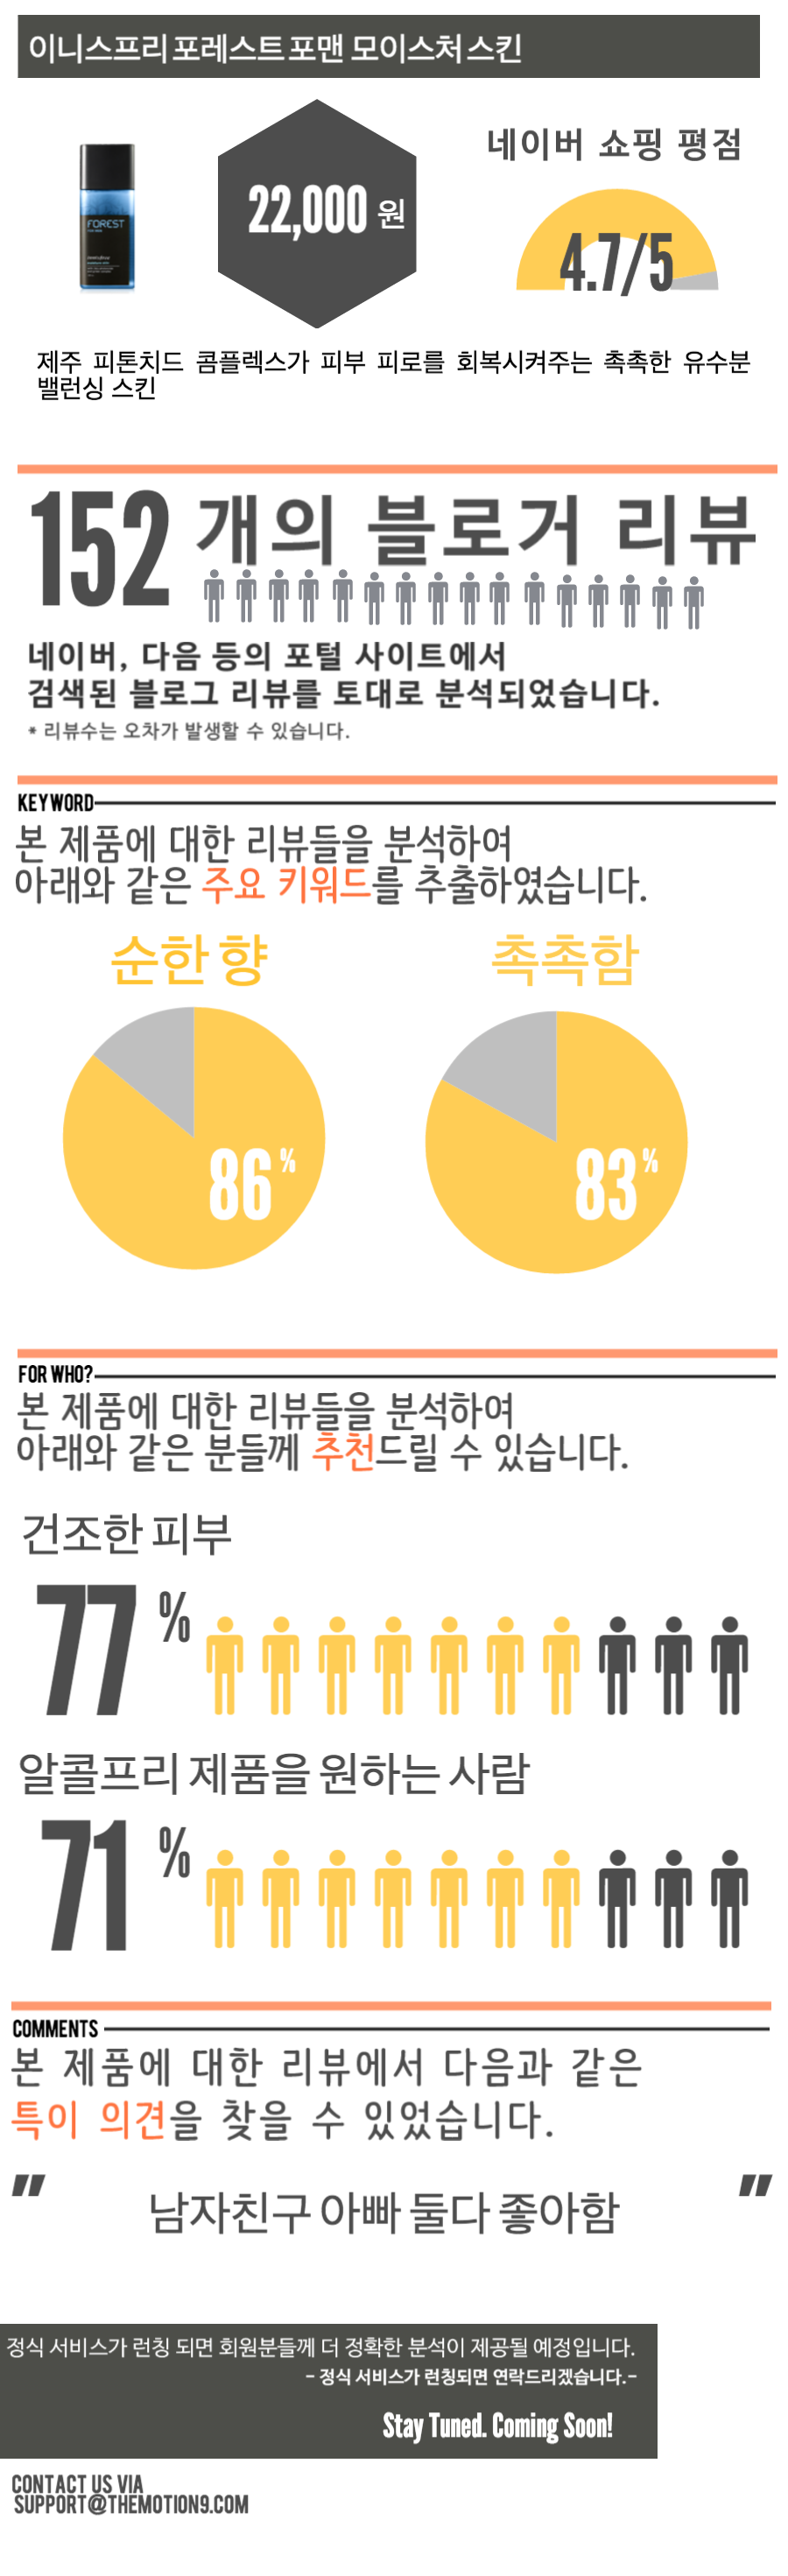 이니스프리 포레스트 포맨 모이스처 스킨
22,000 원
네이버 쇼핑 평점
4.7/5
FOREST
제주 피톤치드 콤플렉스가 피부 피로를 회복시켜주는 촉촉한 유수분
밸런싱 스킨
152 개의 블로거 리뷰
네이버, 다음 등의 포털 사이트에서
검색된 블로그 리뷰를 토대로 분석되었습니다.
* 리뷰수는 오차가 발생할 수 있습니다.
KEYWORD
본 제품에 대한 리뷰들을 분석하여
아래와 같은 주요 키워드를 추출하였습니다.
순한 향
촉촉함
86 %
83 %
FOR WHO?
본 제품에 대한 리뷰들을 분석하여
아래와 같은 분들께 추천드릴 수 있습니다.
건조한 피부
77 %
알콜프리 제품을 원하는 사람
71 %
COMMENTS
본 제품에 대한 리뷰에서 다음과 같은
특이 의견을 찾을 수 있었습니다.
" 남자친구 아빠 둘다 좋아함 "
정식 서비스가 런칭 되면 회원분들께 더 정확한 분석이 제공될 예정입니다.
- 정식 서비스가 런칭되면 연락드리겠습니다.-
Stay Tuned. Coming Soon!
CONTACT US VIA
SUPPORT@THEMOTION9.COM